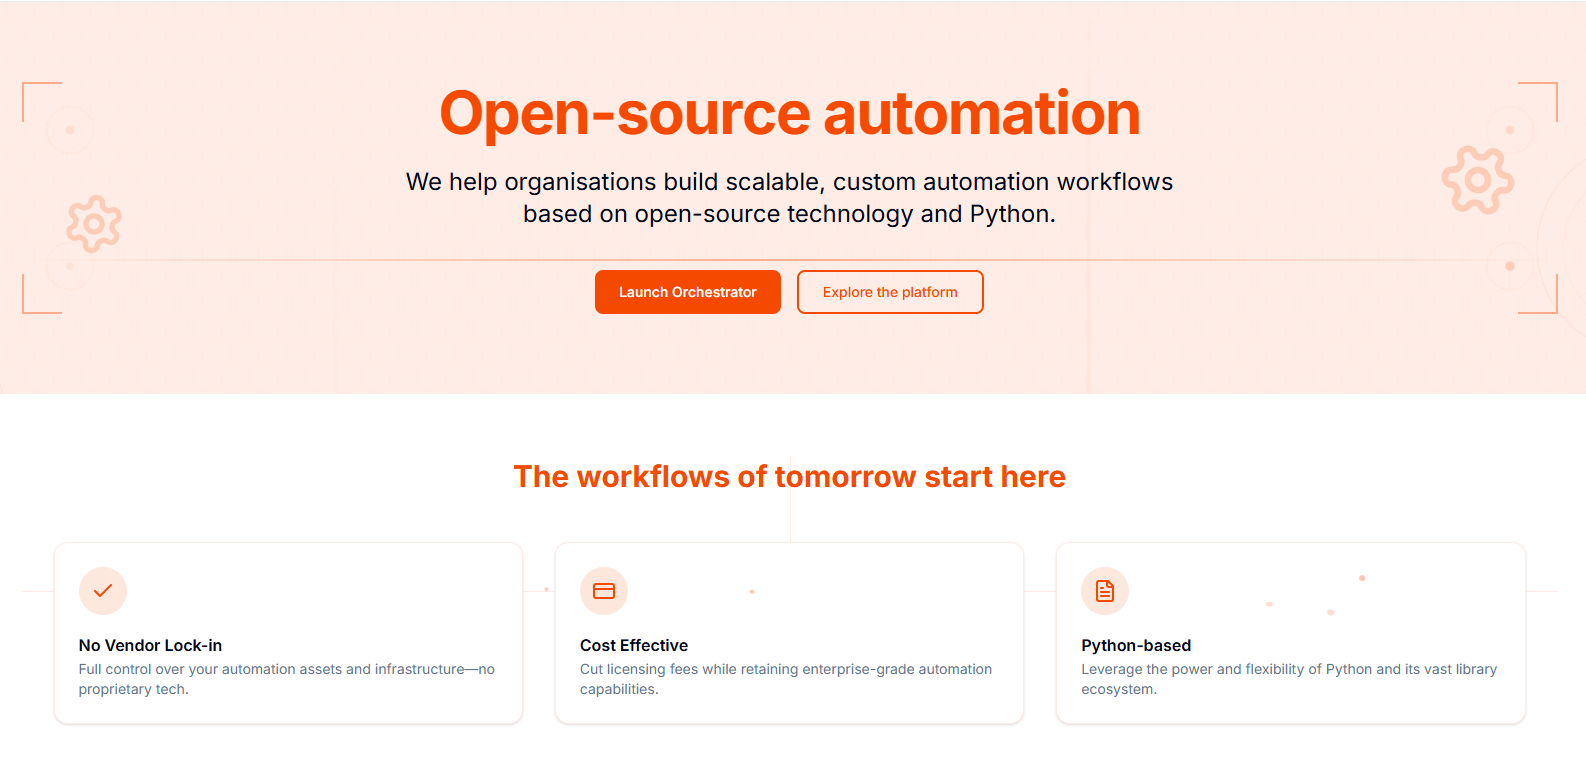 Open-source automation
We help organisations build scalable, custom automation workflows
based on open-source technology and Python.
Launch Orchestrator
Explore the platform
The workflows of tomorrow start here
No Vendor Lock-in
Full control over your automation assets and infrastructure—no
proprietary tech.
Cost Effective
Cut licensing fees while retaining enterprise-grade automation
capabilities.
Python-based
Leverage the power and flexibility of Python and its vast library
ecosystem.